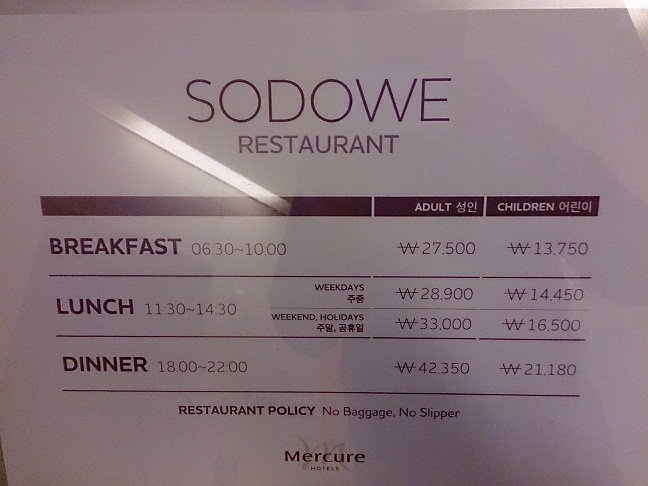 SODOWE
RESTAURANT
ADULT 성인 CHILDREN 어린이
BREAKFAST 06:30~10:00 ₩27,500 ₩13,750
LUNCH 11:30~14:30
WEEKDAYS
주중 ₩28,900 ₩14,450
WEEKEND, HOLIDAYS
주말, 공휴일 ₩33,000 ₩16,500
DINNER 18:00~22:00 ₩42,350 ₩21,180
RESTAURANT POLICY No Baggage, No Slipper
Mercure
HOTELS